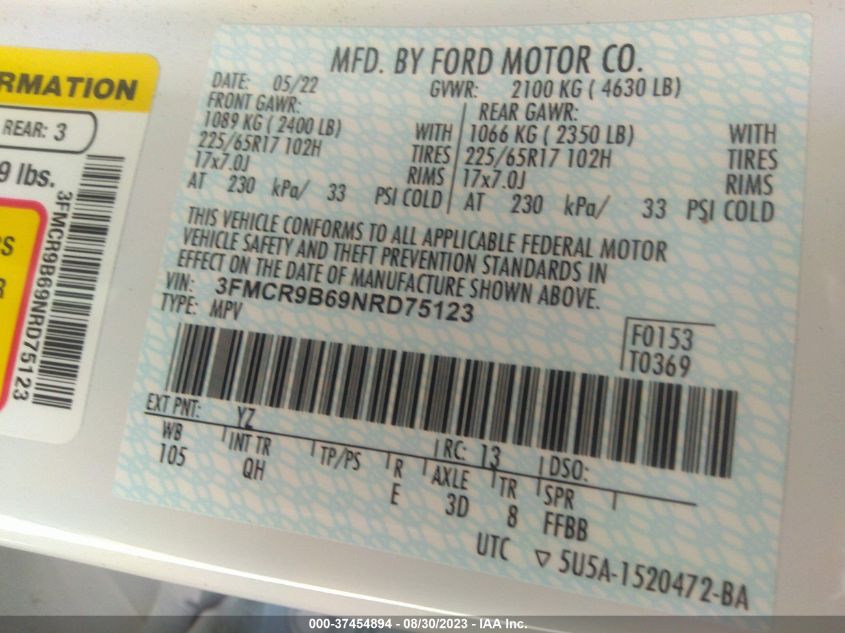 MFD. BY FORD MOTOR CO.
DATE: 05/22 GVWR: 2100 KG ( 4630 LB)
FRONT GAWR: REAR GAWR:
1089 KG ( 2400 LB) WITH 1066 KG ( 2350 LB) WITH
225/65R17 102H TIRES 225/65R17 102H TIRES
17x7.0J RIMS 17x7.0J RIMS
AT 230 kPa/ 33 PSI COLD AT 230 kPa/ 33 PSI COLD
THIS VEHICLE CONFORMS TO ALL APPLICABLE FEDERAL MOTOR
VEHICLE SAFETY AND THEFT PREVENTION STANDARDS IN
EFFECT ON THE DATE OF MANUFACTURE SHOWN ABOVE.
VIN: 3FMCR9B69NRD75123
TYPE: MPV
F0153
T0369
EXT PNT: YZ RC: 13 DSO:
WB INT TR TP/PS R AXLE TR SPR
105 QH E 3D 8 FFBB
UTC ▽ 5U5A-1520472-BA
RMATION
REAR: 3
9 lbs.
S
R
3FMCR9B69NRD75123
000-37454894 - 08/30/2023 - IAA Inc.